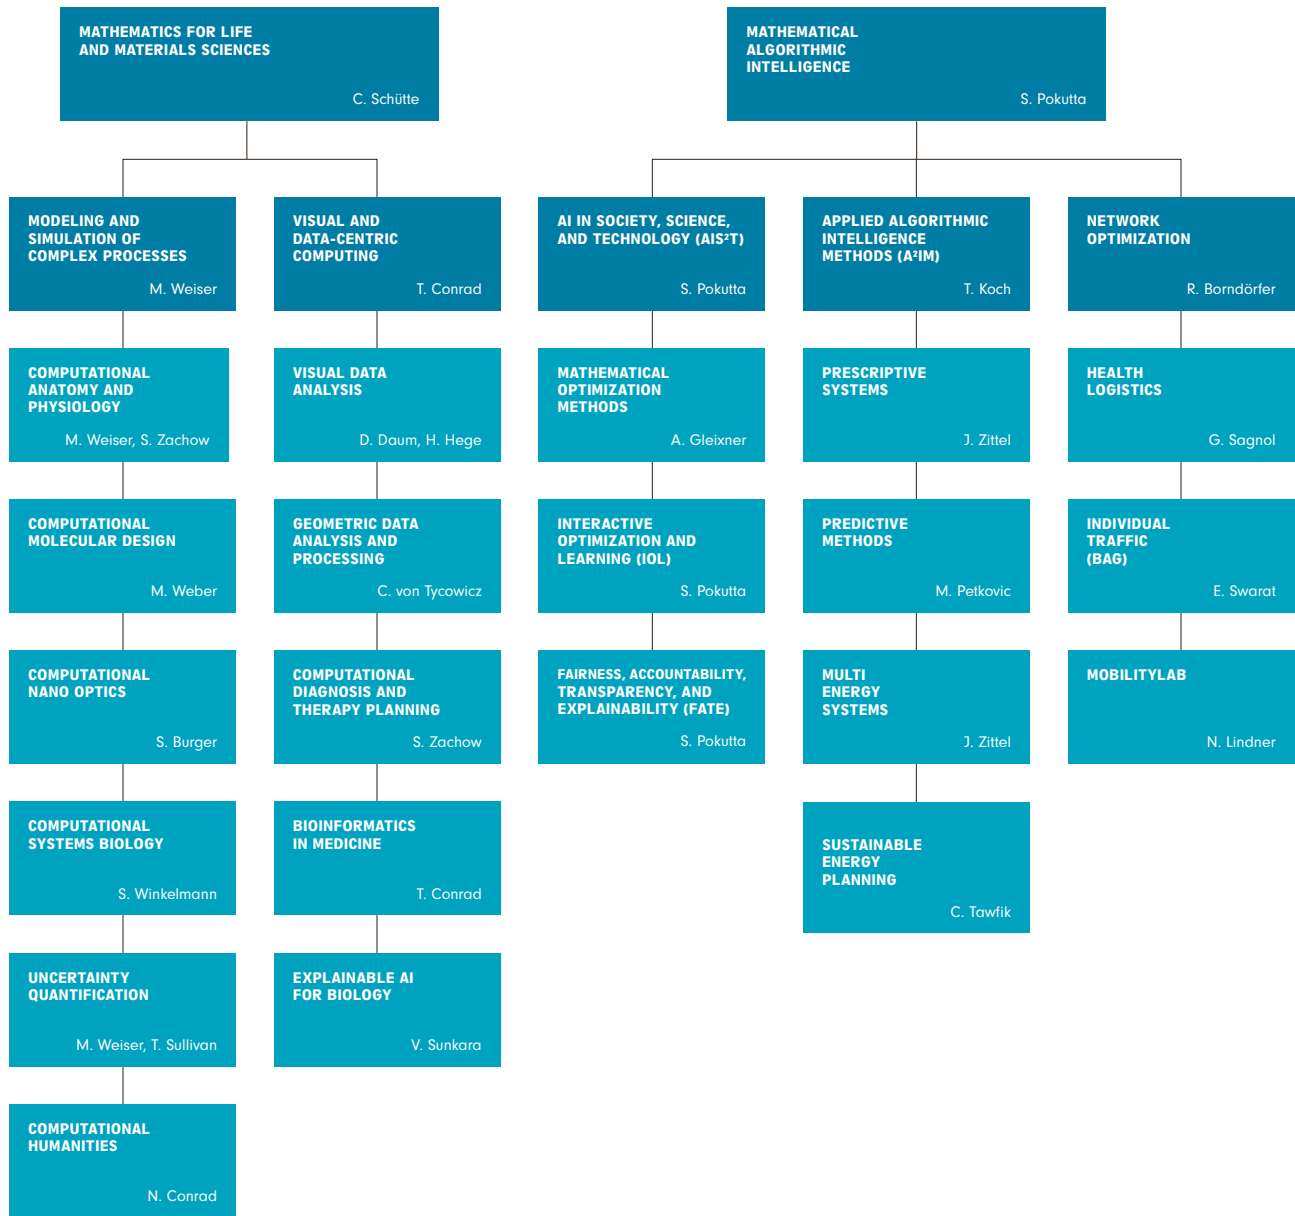 MATHEMATICS FOR LIFE
AND MATERIALS SCIENCES
C. Schütte
MATHEMATICAL
ALGORITHMIC
INTELLIGENCE
S. Pokutta
MODELING AND
SIMULATION OF
COMPLEX PROCESSES
M. Weiser
VISUAL AND
DATA-CENTRIC
COMPUTING
T. Conrad
AI IN SOCIETY, SCIENCE,
AND TECHNOLOGY (AIS²T)
S. Pokutta
APPLIED ALGORITHMIC
INTELLIGENCE
METHODS (A²IM)
T. Koch
NETWORK
OPTIMIZATION
R. Borndörfer
COMPUTATIONAL
ANATOMY AND
PHYSIOLOGY
M. Weiser, S. Zachow
VISUAL DATA
ANALYSIS
D. Daum, H. Hege
MATHEMATICAL
OPTIMIZATION
METHODS
A. Gleixner
PRESCRIPTIVE
SYSTEMS
J. Zittel
HEALTH
LOGISTICS
G. Sagnol
COMPUTATIONAL
MOLECULAR DESIGN
M. Weber
GEOMETRIC DATA
ANALYSIS AND
PROCESSING
C. von Tycowicz
INTERACTIVE
OPTIMIZATION AND
LEARNING (IOL)
S. Pokutta
PREDICTIVE
METHODS
M. Petkovic
INDIVIDUAL
TRAFFIC
(BAG)
E. Swarat
COMPUTATIONAL
NANO OPTICS
S. Burger
COMPUTATIONAL
DIAGNOSIS AND
THERAPY PLANNING
S. Zachow
FAIRNESS, ACCOUNTABILITY,
TRANSPARENCY, AND
EXPLAINABILITY (FATE)
S. Pokutta
MULTI
ENERGY
SYSTEMS
J. Zittel
MOBILITYLAB
N. Lindner
COMPUTATIONAL
SYSTEMS BIOLOGY
S. Winkelmann
BIOINFORMATICS
IN MEDICINE
T. Conrad
SUSTAINABLE
ENERGY
PLANNING
C. Tawfik
UNCERTAINTY
QUANTIFICATION
M. Weiser, T. Sullivan
EXPLAINABLE AI
FOR BIOLOGY
V. Sunkara
COMPUTATIONAL
HUMANITIES
N. Conrad